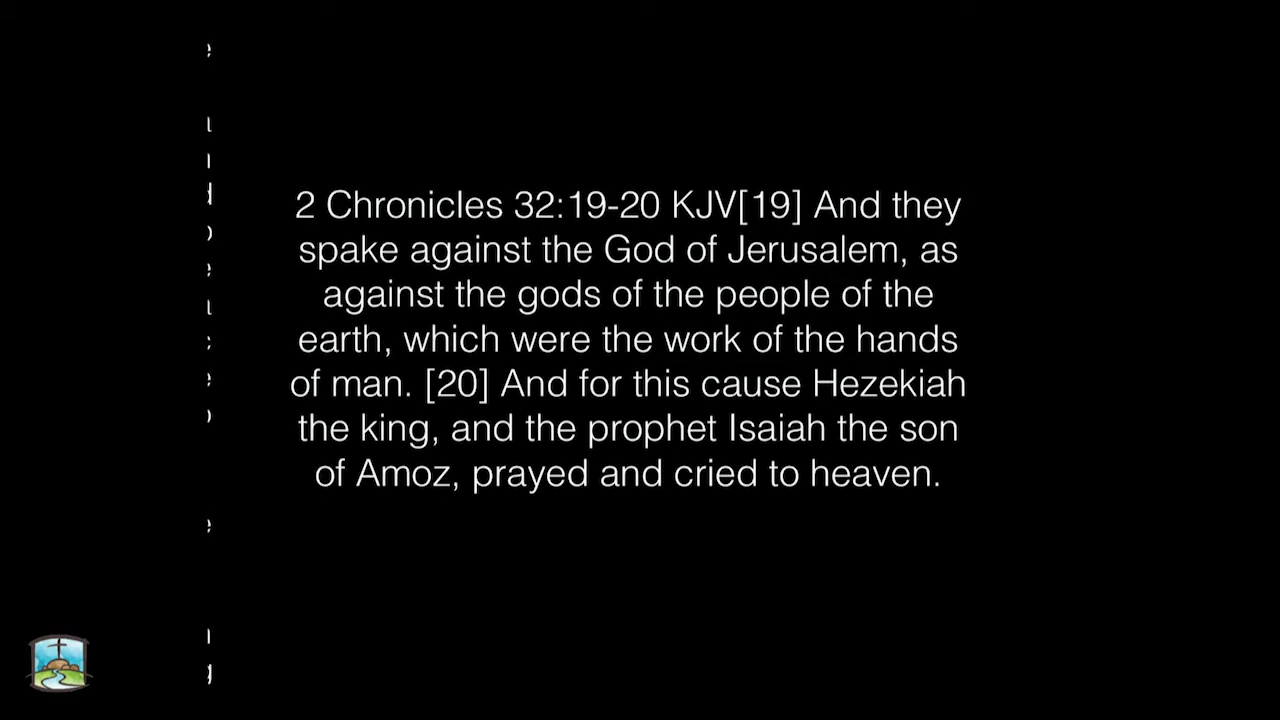 2 Chronicles 32:19-20 KJV[19] And they
spake against the God of Jerusalem, as
against the gods of the people of the
earth, which were the work of the hands
of man. [20] And for this cause Hezekiah
the king, and the prophet Isaiah the son
of Amoz, prayed and cried to heaven.